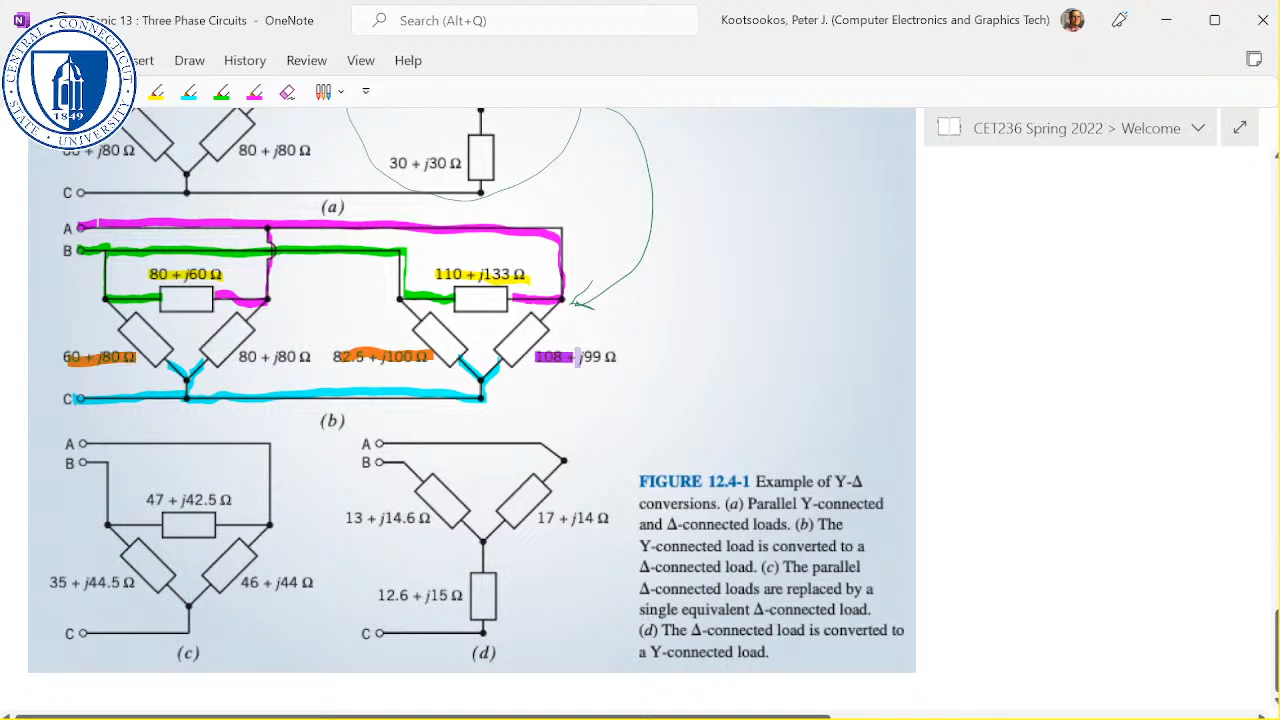 Topic 13 : Three Phase Circuits - OneNote
Search (Alt+Q)
Kootsookos, Peter J. (Computer Electronics and Graphics Tech)
Draw History Review View Help
CENTRAL CONNECTICUT STATE UNIVERSITY
1849
CET236 Spring 2022 > Welcome
80 + j80 Ω
30 + j30 Ω
C
(a)
A
B
80 + j60 Ω
110 + j133 Ω
60 + j80 Ω
80 + j80 Ω
82.5 + j100 Ω
108 + j99 Ω
C
(b)
A
B
47 + j42.5 Ω
35 + j44.5 Ω
46 + j44 Ω
C
(c)
A
B
13 + j14.6 Ω
17 + j14 Ω
12.6 + j15 Ω
C
(d)
FIGURE 12.4-1 Example of Y-Δ
conversions. (a) Parallel Y-connected
and Δ-connected loads. (b) The
Y-connected load is converted to a
Δ-connected load. (c) The parallel
Δ-connected loads are replaced by a
single equivalent Δ-connected load.
(d) The Δ-connected load is converted to
a Y-connected load.